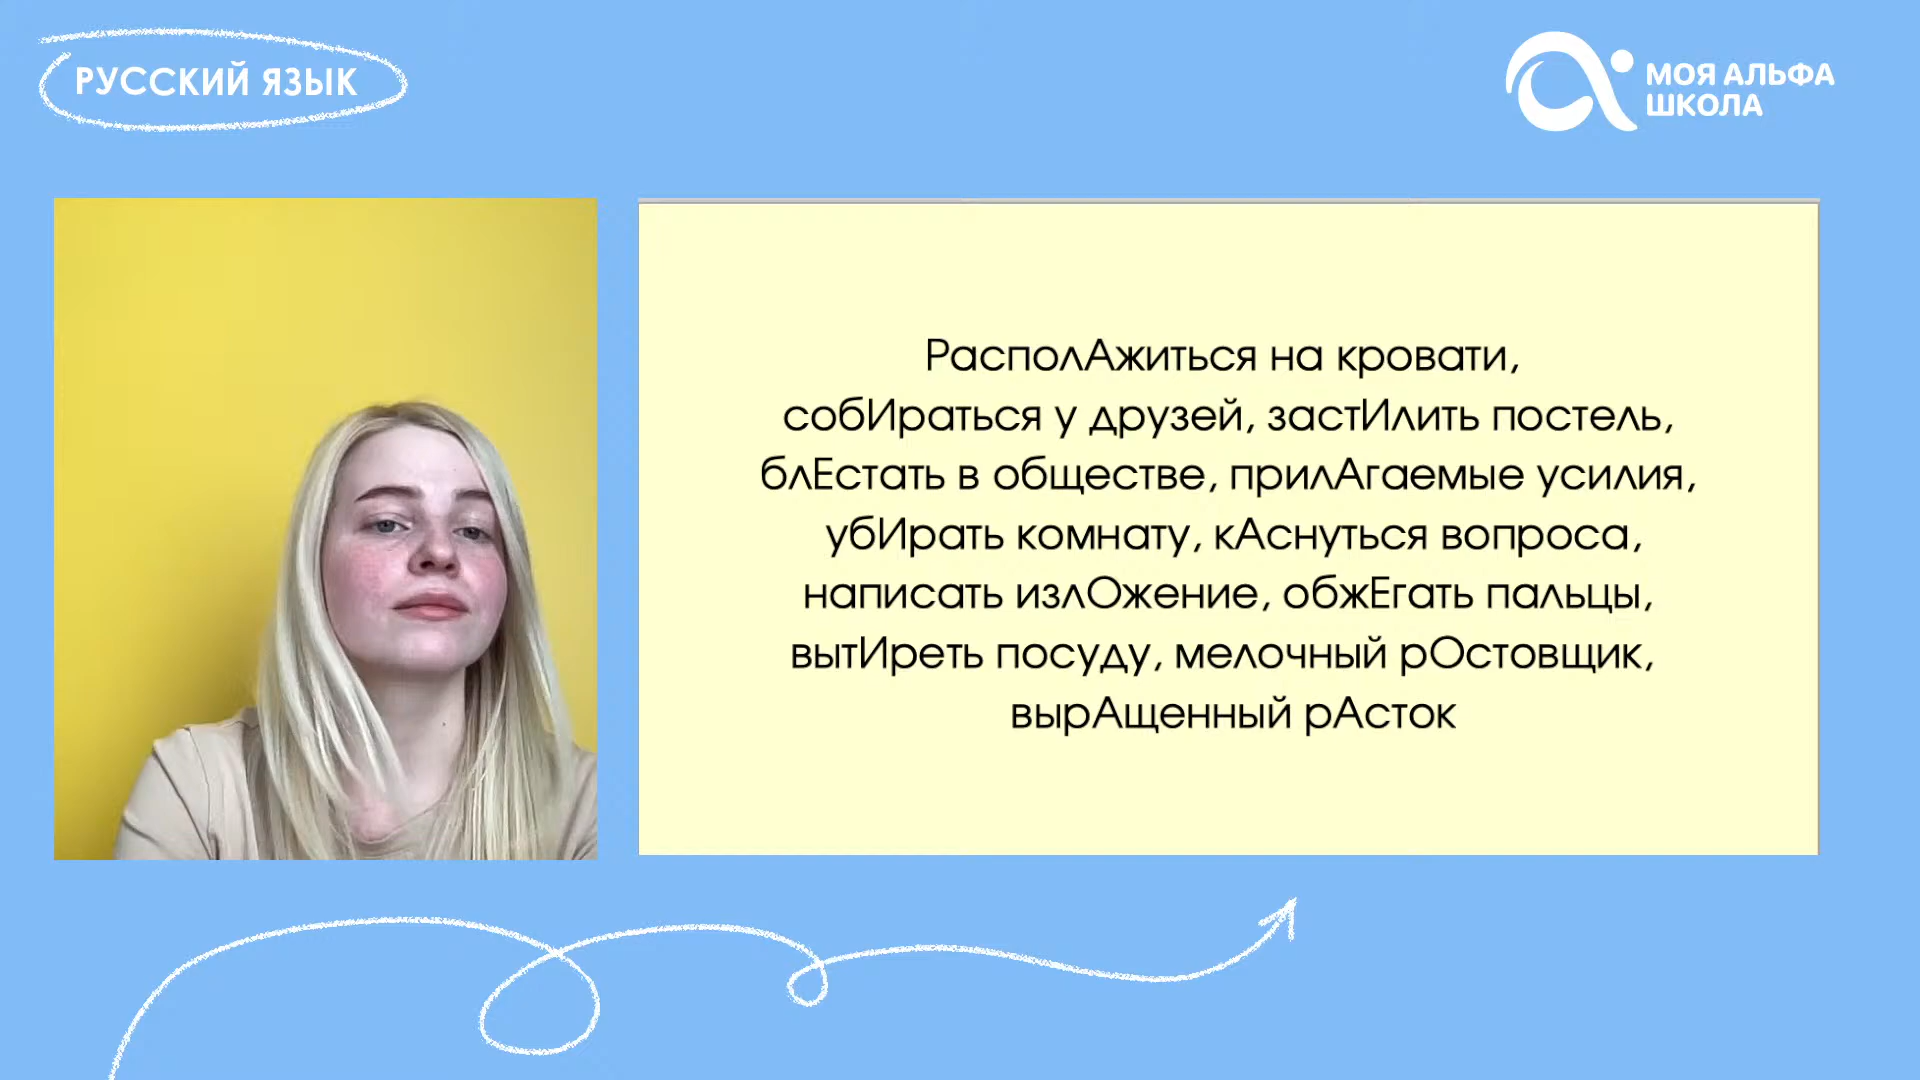 РУССКИЙ ЯЗЫК
МОЯ АЛЬФА
ШКОЛА
РасполАжиться на кровати,
собИраться у друзей, застИлить постель,
блЕстать в обществе, прилАгаемые усилия,
убИрать комнату, кАснуться вопроса,
написать излОжение, обжЕгать пальцы,
вытИреть посуду, мелочный рОстовщик,
вырАщенный рАсток